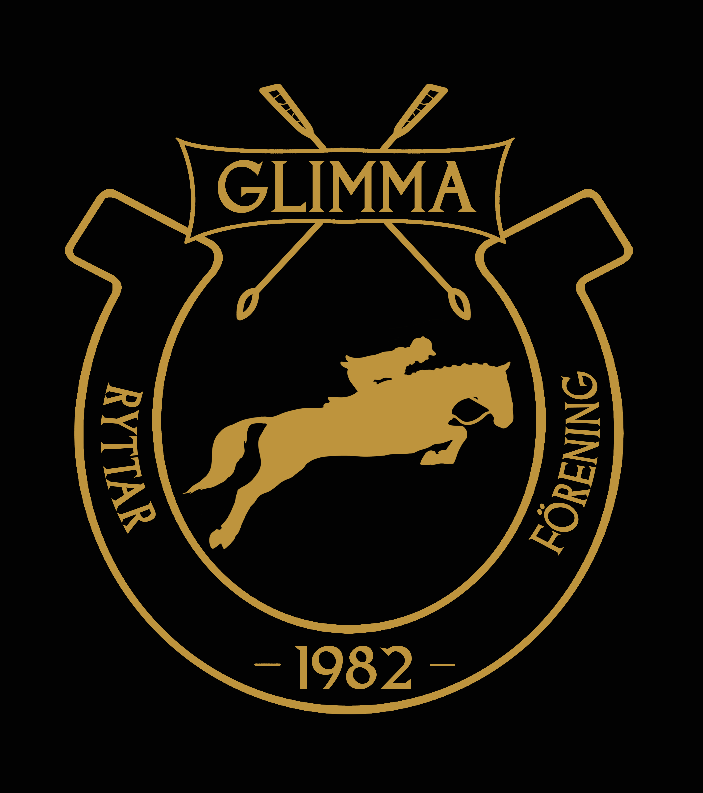 GLIMMA
RYTTAR
FÖRENING
- 1982 -